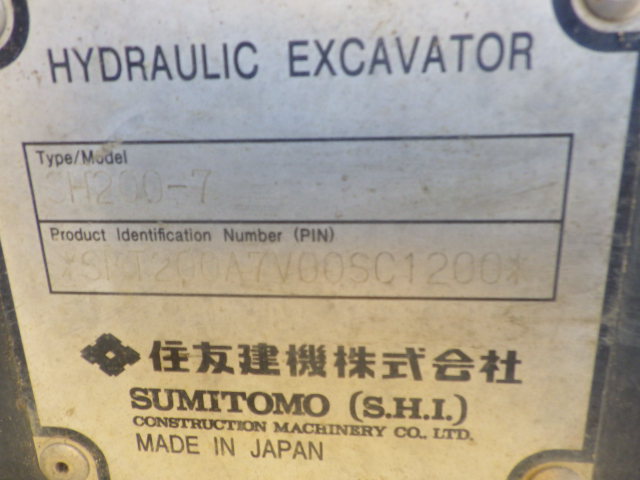 HYDRAULIC EXCAVATOR
Type/Model
SH200-7
Product Identification Number (PIN)
住友建機株式会社
SUMITOMO (S.H.I.)
CONSTRUCTION MACHINERY CO., LTD.
MADE IN JAPAN